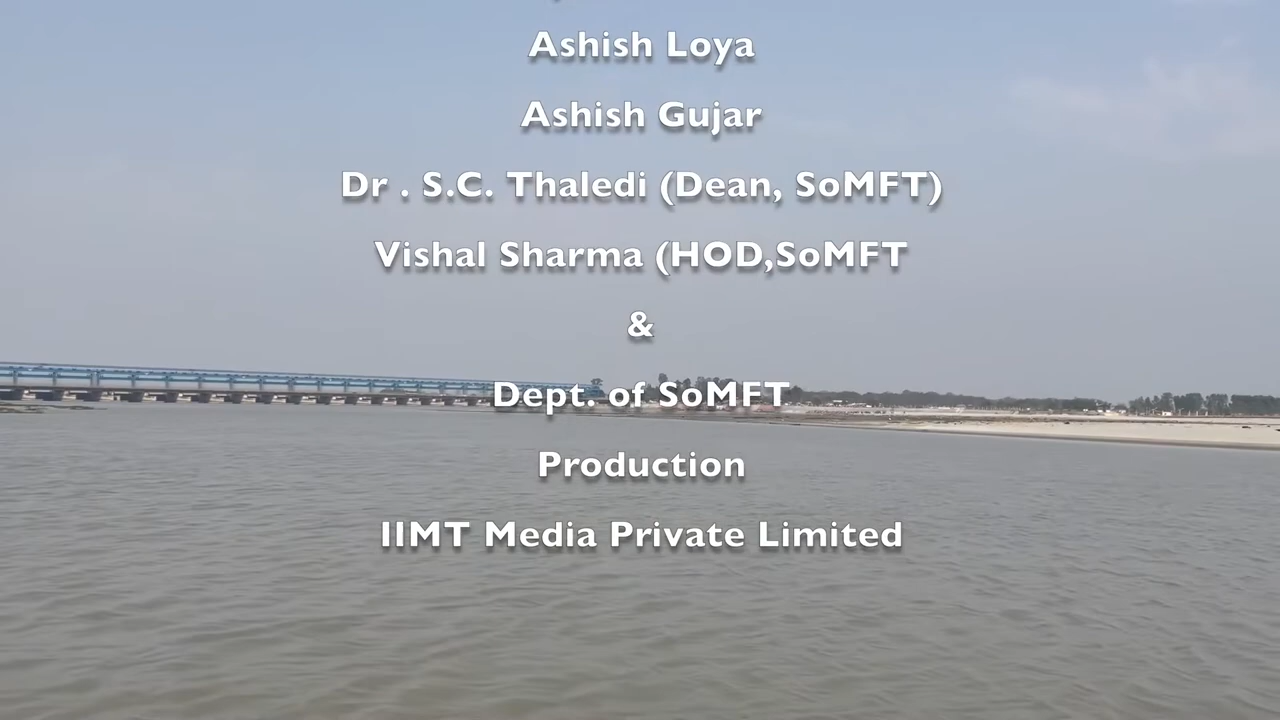 Ashish Loya
Ashish Gujar
Dr . S.C. Thaledi (Dean, SoMFT)
Vishal Sharma (HOD,SoMFT
&
Dept. of SoMFT
Production
IIMT Media Private Limited